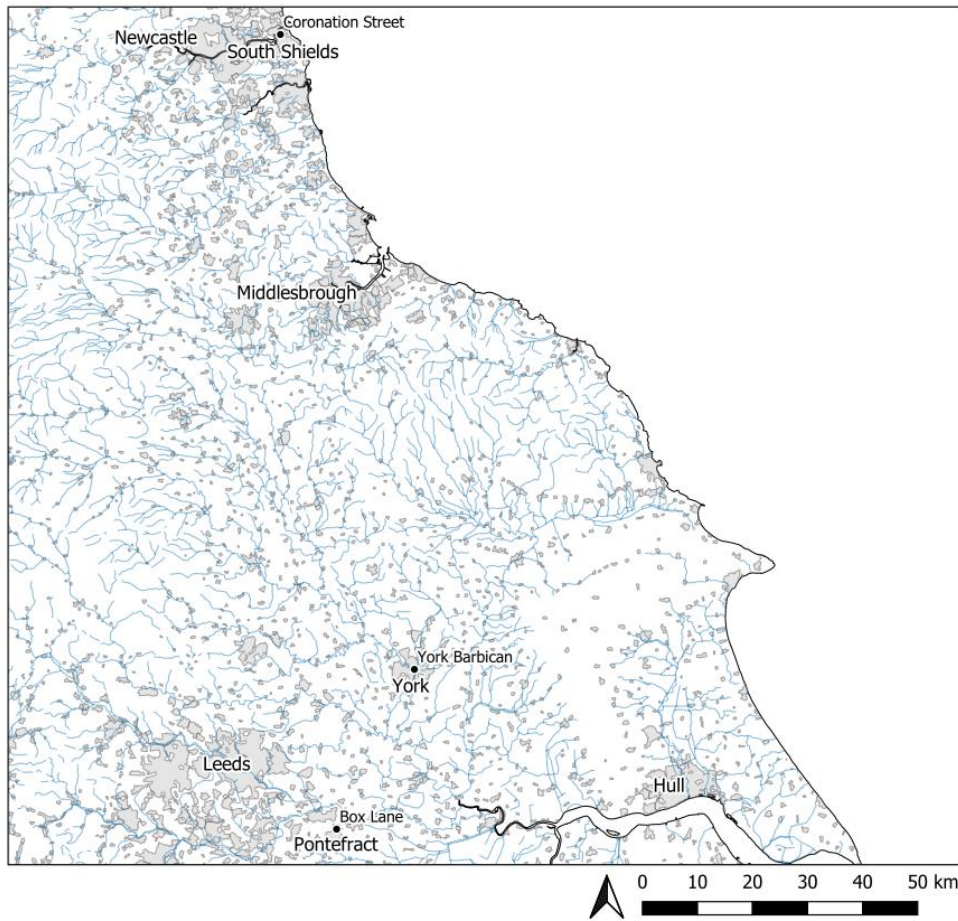 Coronation Street
Newcastle
South Shields
Middlesbrough
York Barbican
York
Leeds
Hull
Box Lane
Pontefract
0 10 20 30 40 50 km